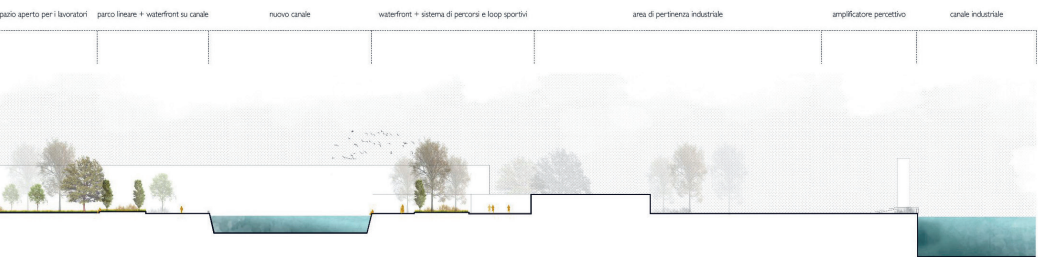 pazio aperto per i lavoratori
parco lineare + waterfront su canale
nuovo canale
waterfront + sistema di percorsi e loop sportivi
area di pertinenza industriale
amplificatore percettivo
canale industriale